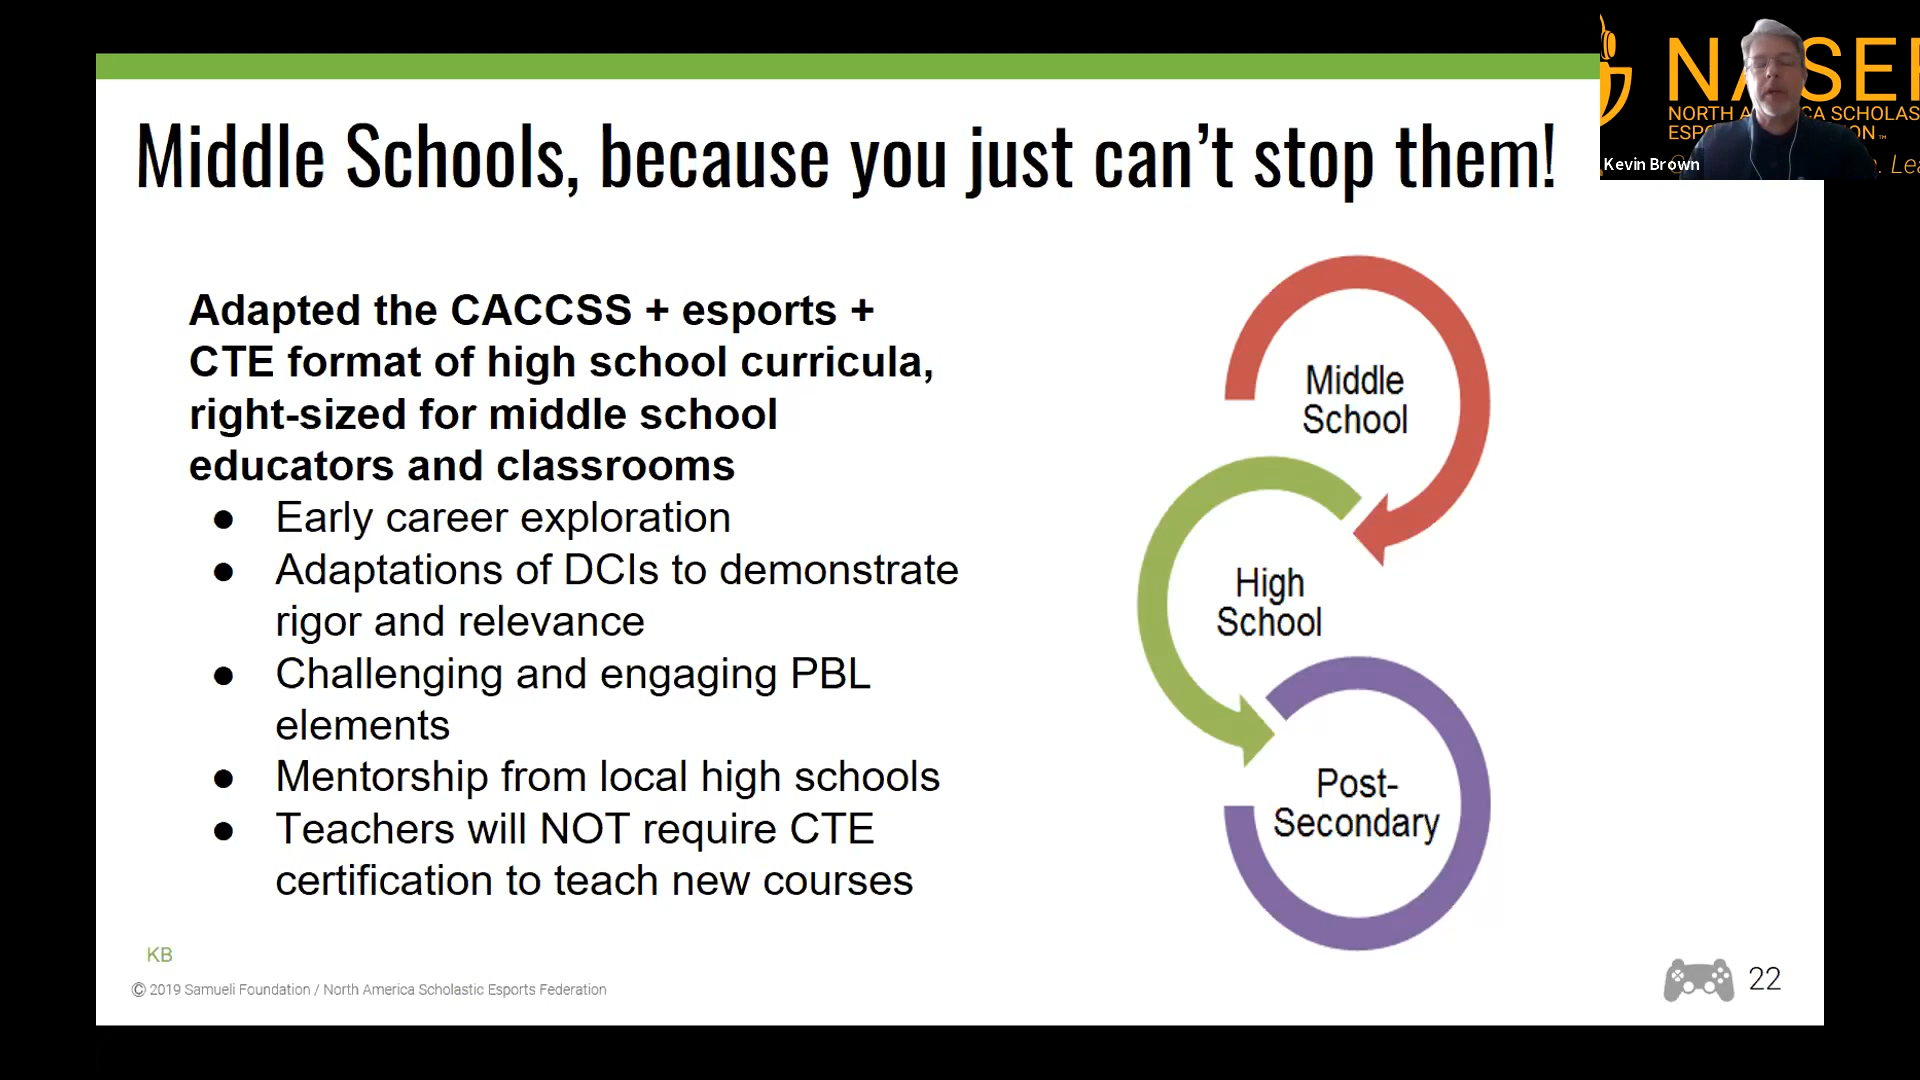 Middle Schools, because you just can't stop them!
Adapted the CACCSS + esports +
CTE format of high school curricula,
right-sized for middle school
educators and classrooms
● Early career exploration
● Adaptations of DCIs to demonstrate
rigor and relevance
● Challenging and engaging PBL
elements
● Mentorship from local high schools
● Teachers will NOT require CTE
certification to teach new courses
Middle
School
High
School
Post-
Secondary
KB
© 2019 Samueli Foundation / North America Scholastic Esports Federation
22
NORTH
Kevin Brown